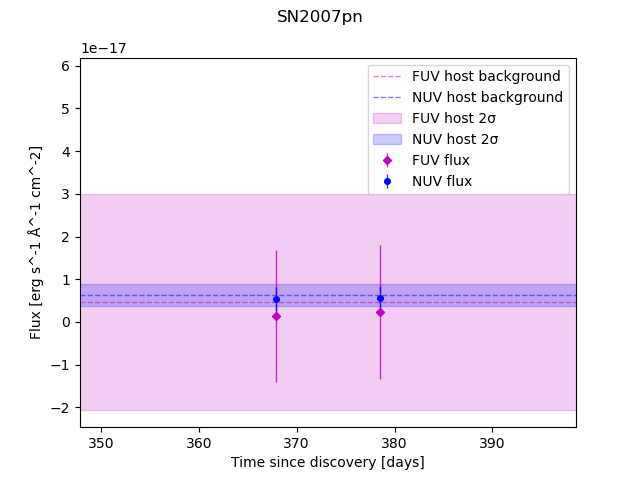 SN2007pn
1e−17
6
5
4
3
2
1
0
−1
−2
Flux [erg s^-1 Å^-1 cm^-2]
FUV host background
NUV host background
FUV host 2σ
NUV host 2σ
FUV flux
NUV flux
350 360 370 380 390
Time since discovery [days]